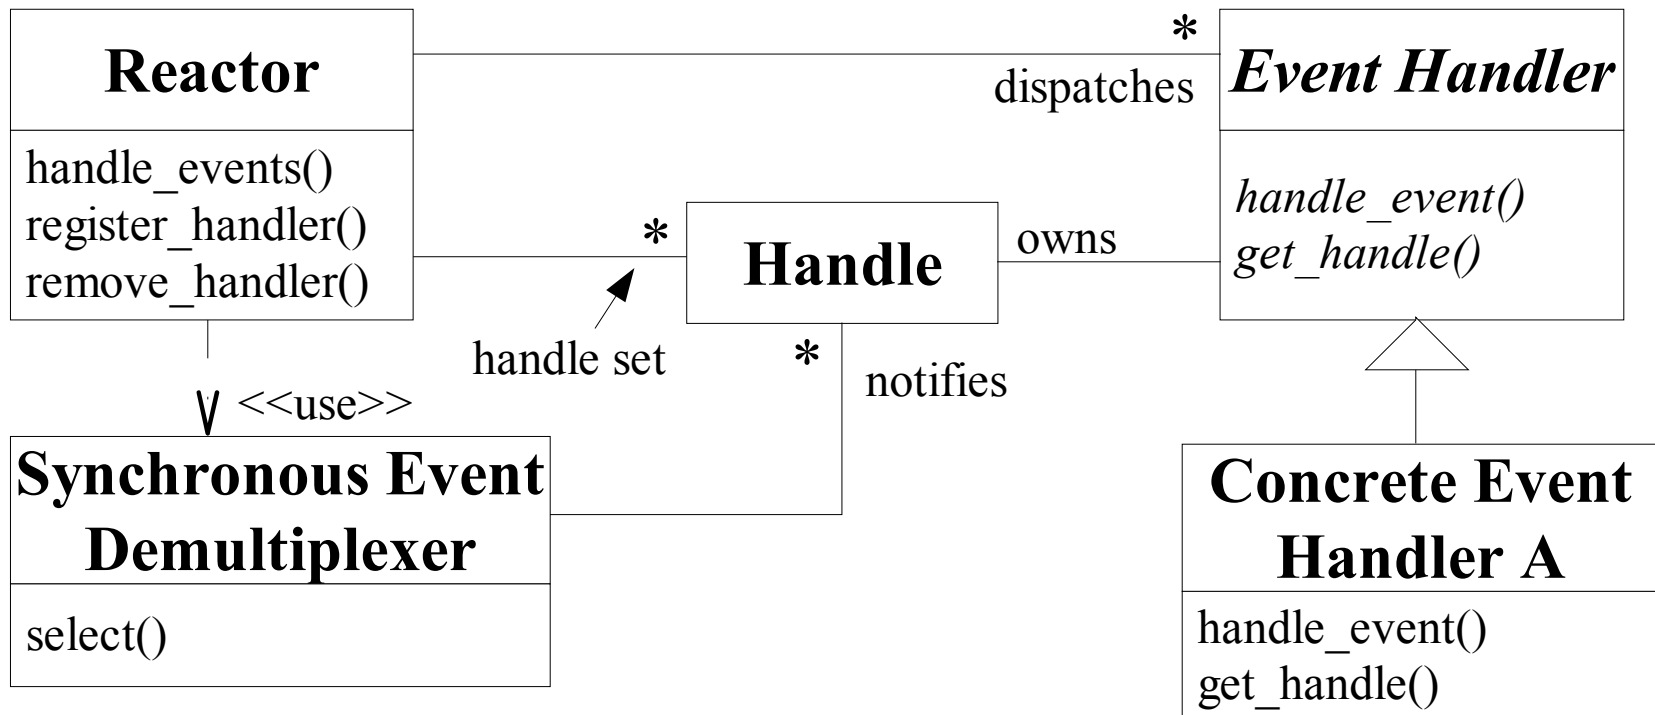 Reactor
handle_events()
register_handler()
remove_handler()
*
dispatches
Event Handler
handle_event()
get_handle()
*
handle set
Handle
owns
*
notifies
<<use>>
Synchronous Event
Demultiplexer
select()
Concrete Event
Handler A
handle_event()
get_handle()